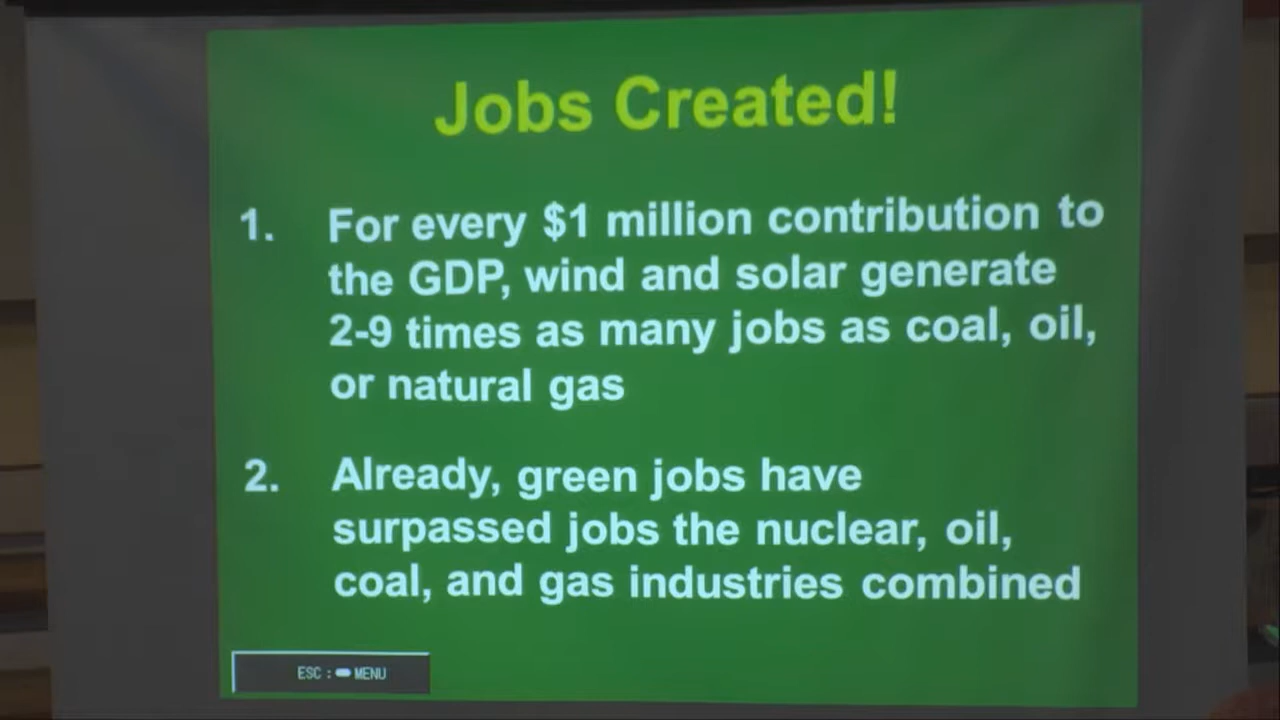 Jobs Created!
1. For every $1 million contribution to
the GDP, wind and solar generate
2-9 times as many jobs as coal, oil,
or natural gas
2. Already, green jobs have
surpassed jobs the nuclear, oil,
coal, and gas industries combined
ESC : MENU